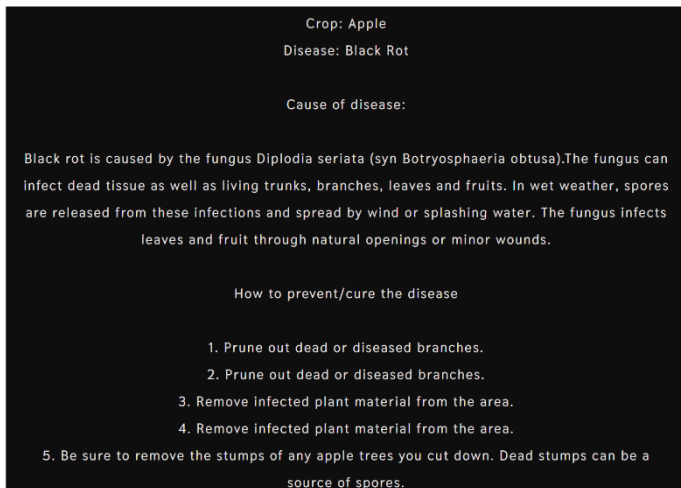 Crop: Apple
Disease: Black Rot
Cause of disease:
Black rot is caused by the fungus Diplodia seriata (syn Botryosphaeria obtusa).The fungus can
infect dead tissue as well as living trunks, branches, leaves and fruits. In wet weather, spores
are released from these infections and spread by wind or splashing water. The fungus infects
leaves and fruit through natural openings or minor wounds.
How to prevent/cure the disease
1. Prune out dead or diseased branches.
2. Prune out dead or diseased branches.
3. Remove infected plant material from the area.
4. Remove infected plant material from the area.
5. Be sure to remove the stumps of any apple trees you cut down. Dead stumps can be a
source of spores.